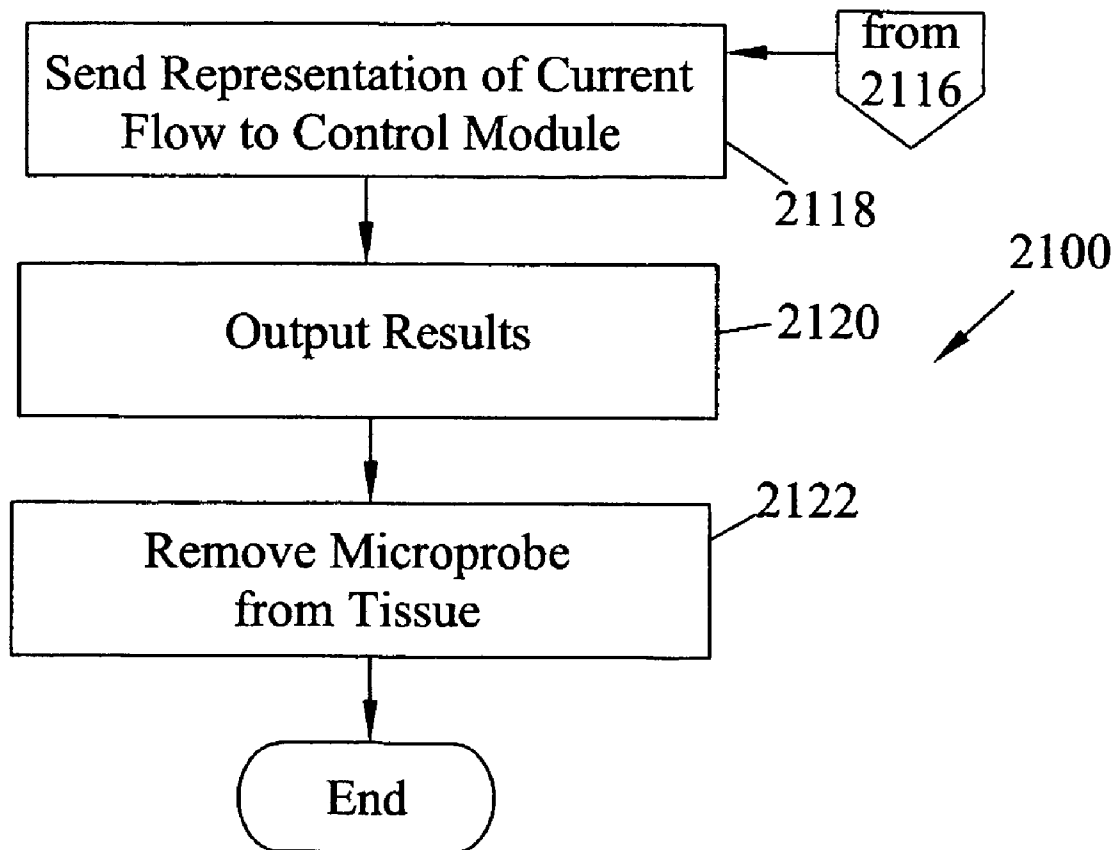 from
2116
Send Representation of Current
Flow to Control Module
2118
2100
Output Results
2120
2122
Remove Microprobe
from Tissue
End